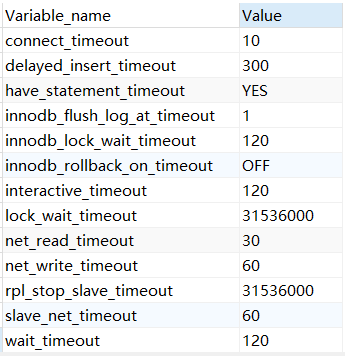 Variable_name Value
connect_timeout 10
delayed_insert_timeout 300
have_statement_timeout YES
innodb_flush_log_at_timeout 1
innodb_lock_wait_timeout 120
innodb_rollback_on_timeout OFF
interactive_timeout 120
lock_wait_timeout 31536000
net_read_timeout 30
net_write_timeout 60
rpl_stop_slave_timeout 31536000
slave_net_timeout 60
wait_timeout 120